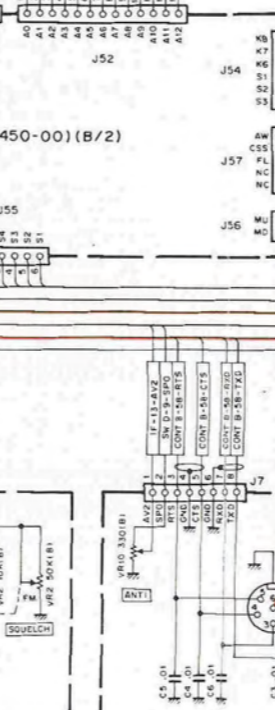 A0 A1 A2 A3 A4 A5 A6 A7 A8 A9 A10 A11 A12
J52
J54
K8
K7
K6
S1
S2
S3
450-00)(B/2)
J57
AW
CSS
FL
NC
NC
J55
J56
MU
MD
S4 S3 S2 S1
4 5 6
IF-13-AV2
SW D-9-SPO
CONT B-58-RTS
CONT B-58-CTS
CONT B-58-RXD
CONT B-58-TXD
J7
1 2 3 4 5 6 7 8
AV2 SPO RTS GND CTS GND RXD TXD
VR10 330(B)
ANTI
VR2 50K(B)
FM
SQUELCH
C5 .01
C4 .01
C6 .01
5
4